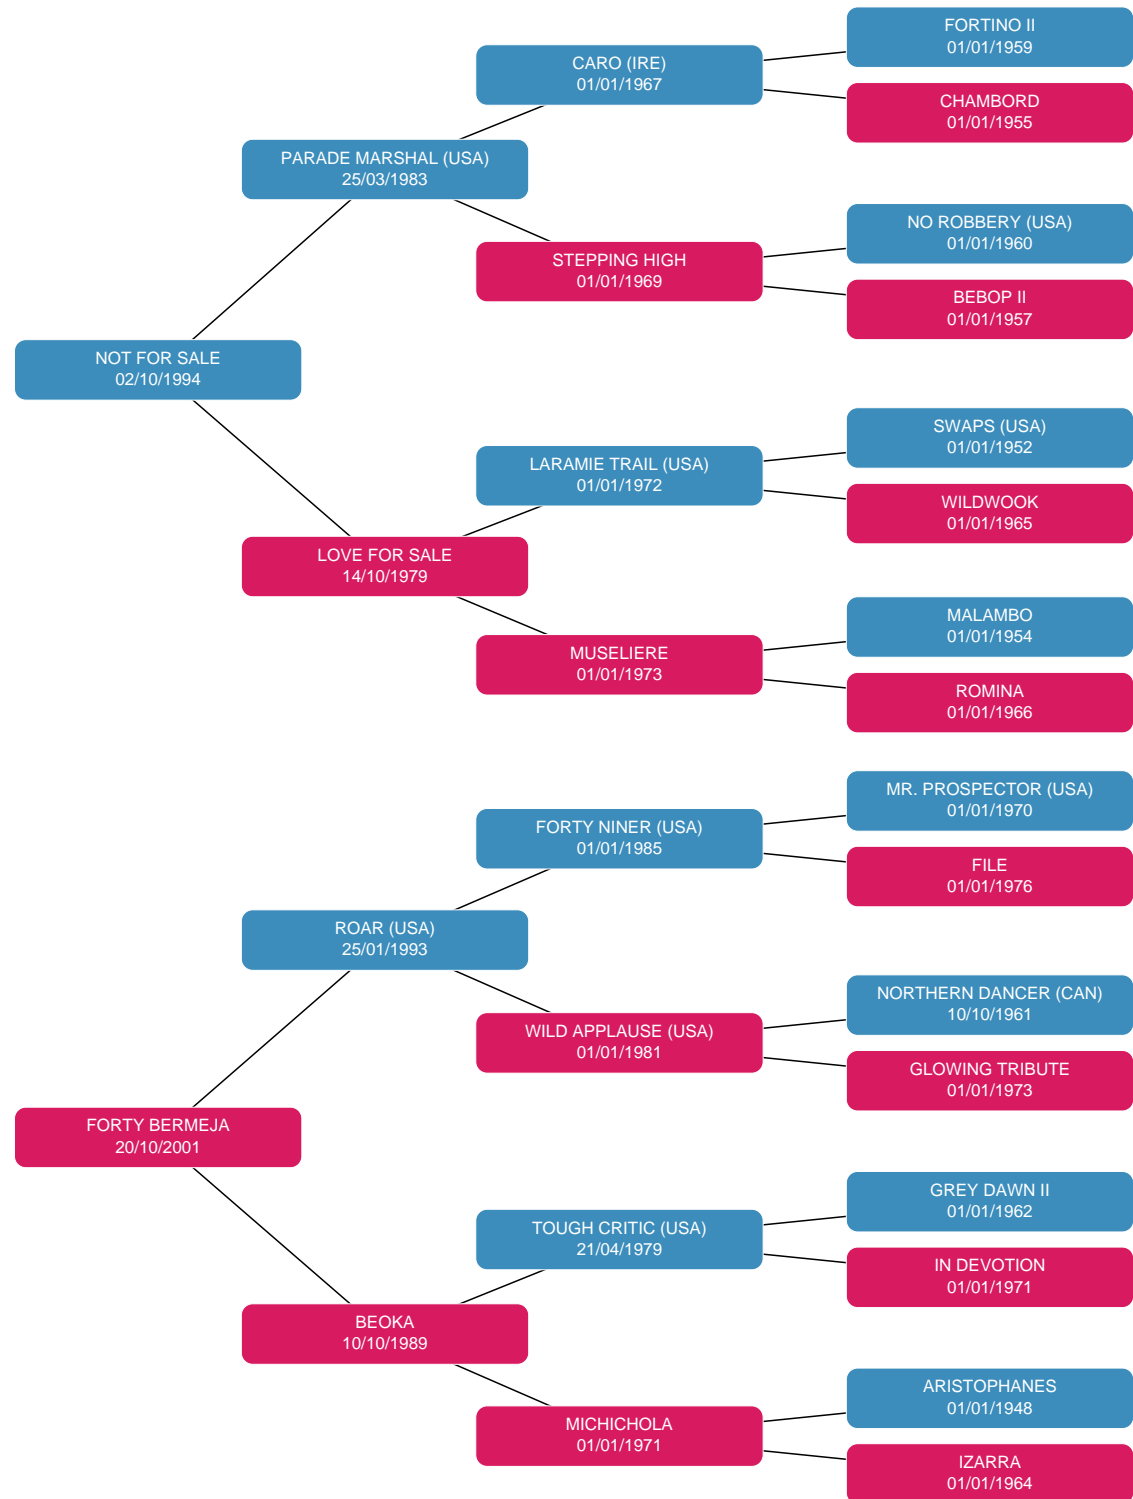 FORTINO II
01/01/1959
CARO (IRE)
01/01/1967
CHAMBORD
01/01/1955
PARADE MARSHAL (USA)
25/03/1983
NO ROBBERY (USA)
01/01/1960
STEPPING HIGH
01/01/1969
BEBOP II
01/01/1957
NOT FOR SALE
02/10/1994
SWAPS (USA)
01/01/1952
LARAMIE TRAIL (USA)
01/01/1972
WILDWOOK
01/01/1965
LOVE FOR SALE
14/10/1979
MALAMBO
01/01/1954
MUSELIERE
01/01/1973
ROMINA
01/01/1966
MR. PROSPECTOR (USA)
01/01/1970
FORTY NINER (USA)
01/01/1985
FILE
01/01/1976
ROAR (USA)
25/01/1993
NORTHERN DANCER (CAN)
10/10/1961
WILD APPLAUSE (USA)
01/01/1981
GLOWING TRIBUTE
01/01/1973
FORTY BERMEJA
20/10/2001
GREY DAWN II
01/01/1962
TOUGH CRITIC (USA)
21/04/1979
IN DEVOTION
01/01/1971
BEOKA
10/10/1989
ARISTOPHANES
01/01/1948
MICHICHOLA
01/01/1971
IZARRA
01/01/1964